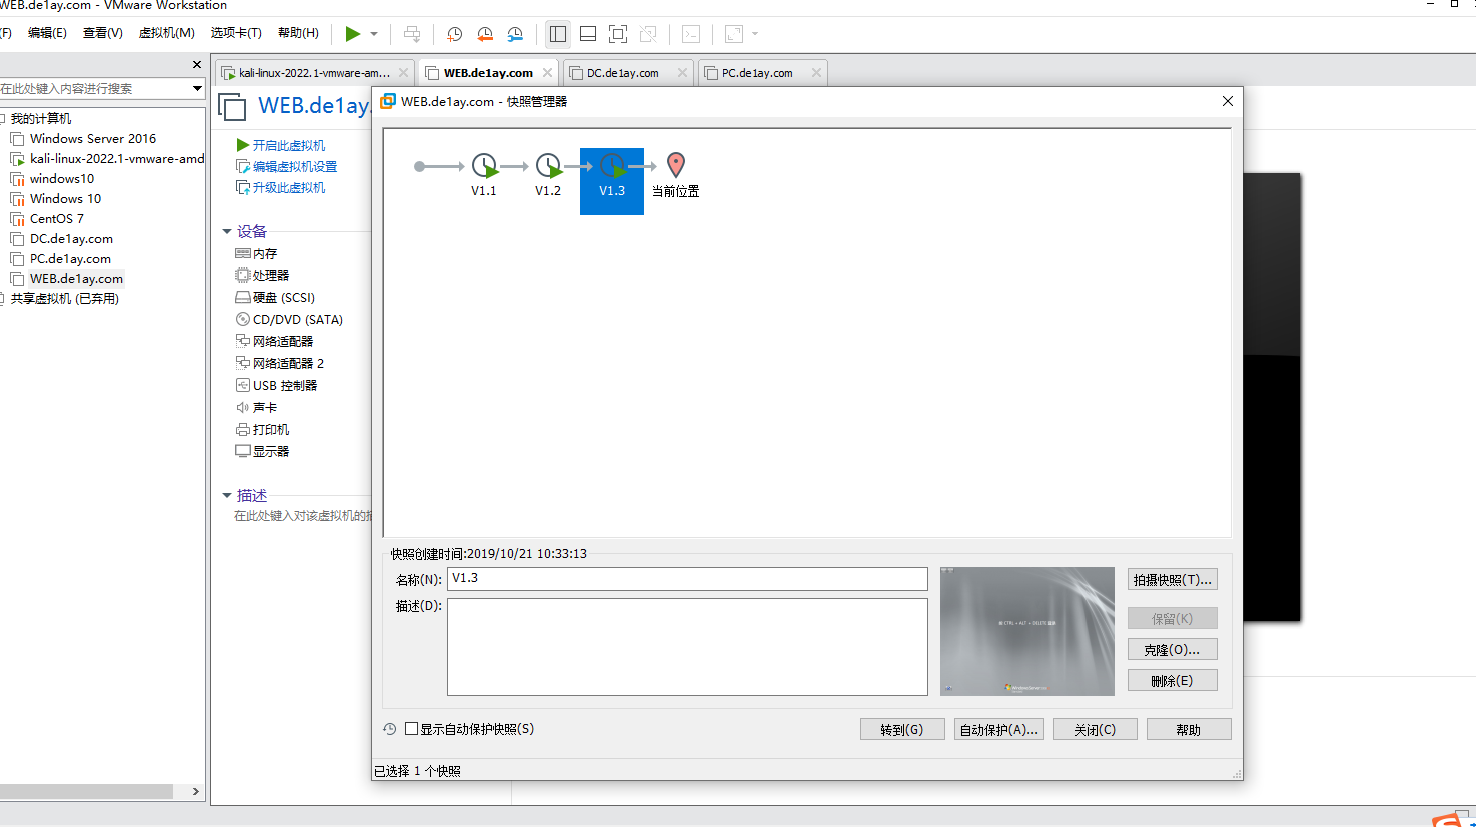 WEB.de1ay.com - VMware Workstation
(F) 编辑(E) 查看(V) 虚拟机(M) 选项卡(T) 帮助(H)
在此处键入内容进行搜索
我的计算机
Windows Server 2016
kali-linux-2022.1-vmware-amd
windows10
Windows 10
CentOS 7
DC.de1ay.com
PC.de1ay.com
WEB.de1ay.com
共享虚拟机 (已弃用)
kali-linux-2022.1-vmware-am...
WEB.de1ay.com
DC.de1ay.com
PC.de1ay.com
WEB.de1ay.
开启此虚拟机
编辑虚拟机设置
升级此虚拟机
设备
内存
处理器
硬盘 (SCSI)
CD/DVD (SATA)
网络适配器
网络适配器 2
USB 控制器
声卡
打印机
显示器
描述
在此处键入对该虚拟机的描
WEB.de1ay.com - 快照管理器
V1.1
V1.2
V1.3
当前位置
快照创建时间:2019/10/21 10:33:13
名称(N):
V1.3
描述(D):
拍摄快照(T)...
保留(K)
克隆(O)...
删除(E)
显示自动保护快照(S)
转到(G)
自动保护(A)...
关闭(C)
帮助
已选择 1 个快照